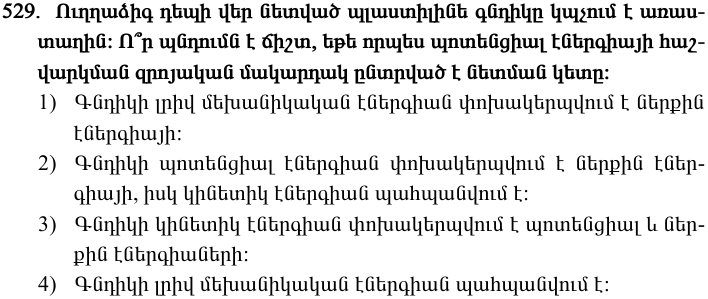 529. Ուղղաձիգ դեպի վեր նետված պլաստիլինե գնդիկը կպչում է առաս-
տաղին: Ո՞ր պնդումն է ճիշտ, եթե որպես պոտենցիալ էներգիայի հաշ-
վարկման զրոյական մակարդակ ընտրված է նետման կետը:
1) Գնդիկի լրիվ մեխանիկական էներգիան փոխակերպվում է ներքին
էներգիայի:
2) Գնդիկի պոտենցիալ էներգիան փոխակերպվում է ներքին էներ-
գիայի, իսկ կինետիկ էներգիան պահպանվում է:
3) Գնդիկի կինետիկ էներգիան փոխակերպվում է պոտենցիալ և ներ-
քին էներգիաների:
4) Գնդիկի լրիվ մեխանիկական էներգիան պահպանվում է: